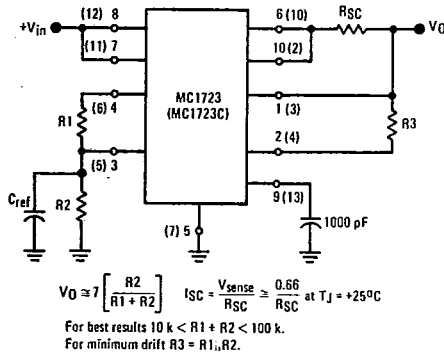 (12) 8
6 (10)
RSC
VO
+Vin
(11) 7
10 (2)
MC1723
(MC1723C)
(6) 4
1 (3)
R1
R3
(5) 3
2 (4)
Cref
R2
9 (13)
(7) 5
1000 pF
VO ≅ 7 [R2 / R1 + R2] ISC = Vsense / RSC ≅ 0.66 / RSC at TJ = +25°C
For best results 10 k < R1 + R2 < 100 k.
For minimum drift R3 = R1||R2.